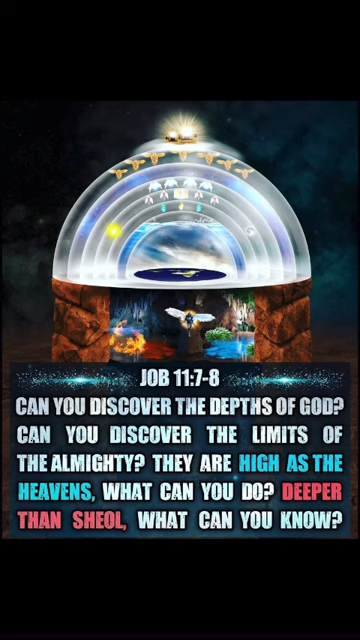 JOB 11:7-8
CAN YOU DISCOVER THE DEPTHS OF GOD?
CAN YOU DISCOVER THE LIMITS OF
THE ALMIGHTY? THEY ARE HIGH AS THE
HEAVENS, WHAT CAN YOU DO? DEEPER
THAN SHEOL, WHAT CAN YOU KNOW?